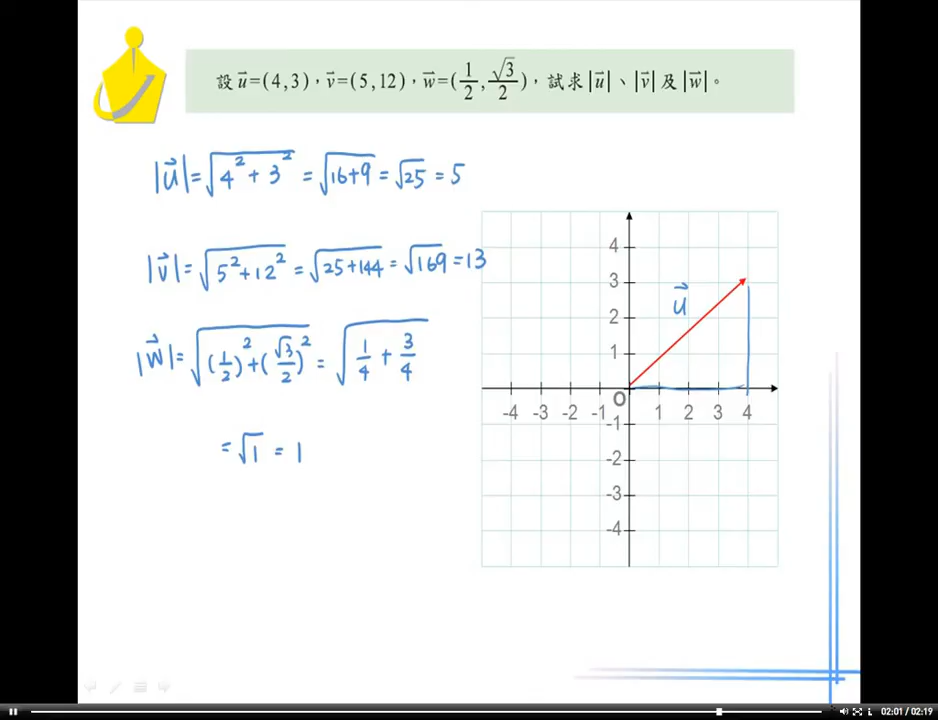 設 u⃗=(4,3),v⃗=(5,12),w⃗=(1/2,√3/2),試求|u⃗|、|v⃗|及|w⃗|。
|u⃗|=√(4²+3²)=√(16+9)=√25=5
|v⃗|=√(5²+12²)=√(25+144)=√169=13
|w⃗|=√((1/2)²+(√3/2)²)=√(1/4+3/4)
=√1=1
4
3
u⃗
2
1
O
-4 -3 -2 -1 1 2 3 4
-1
-2
-3
-4
02:01 / 02:19